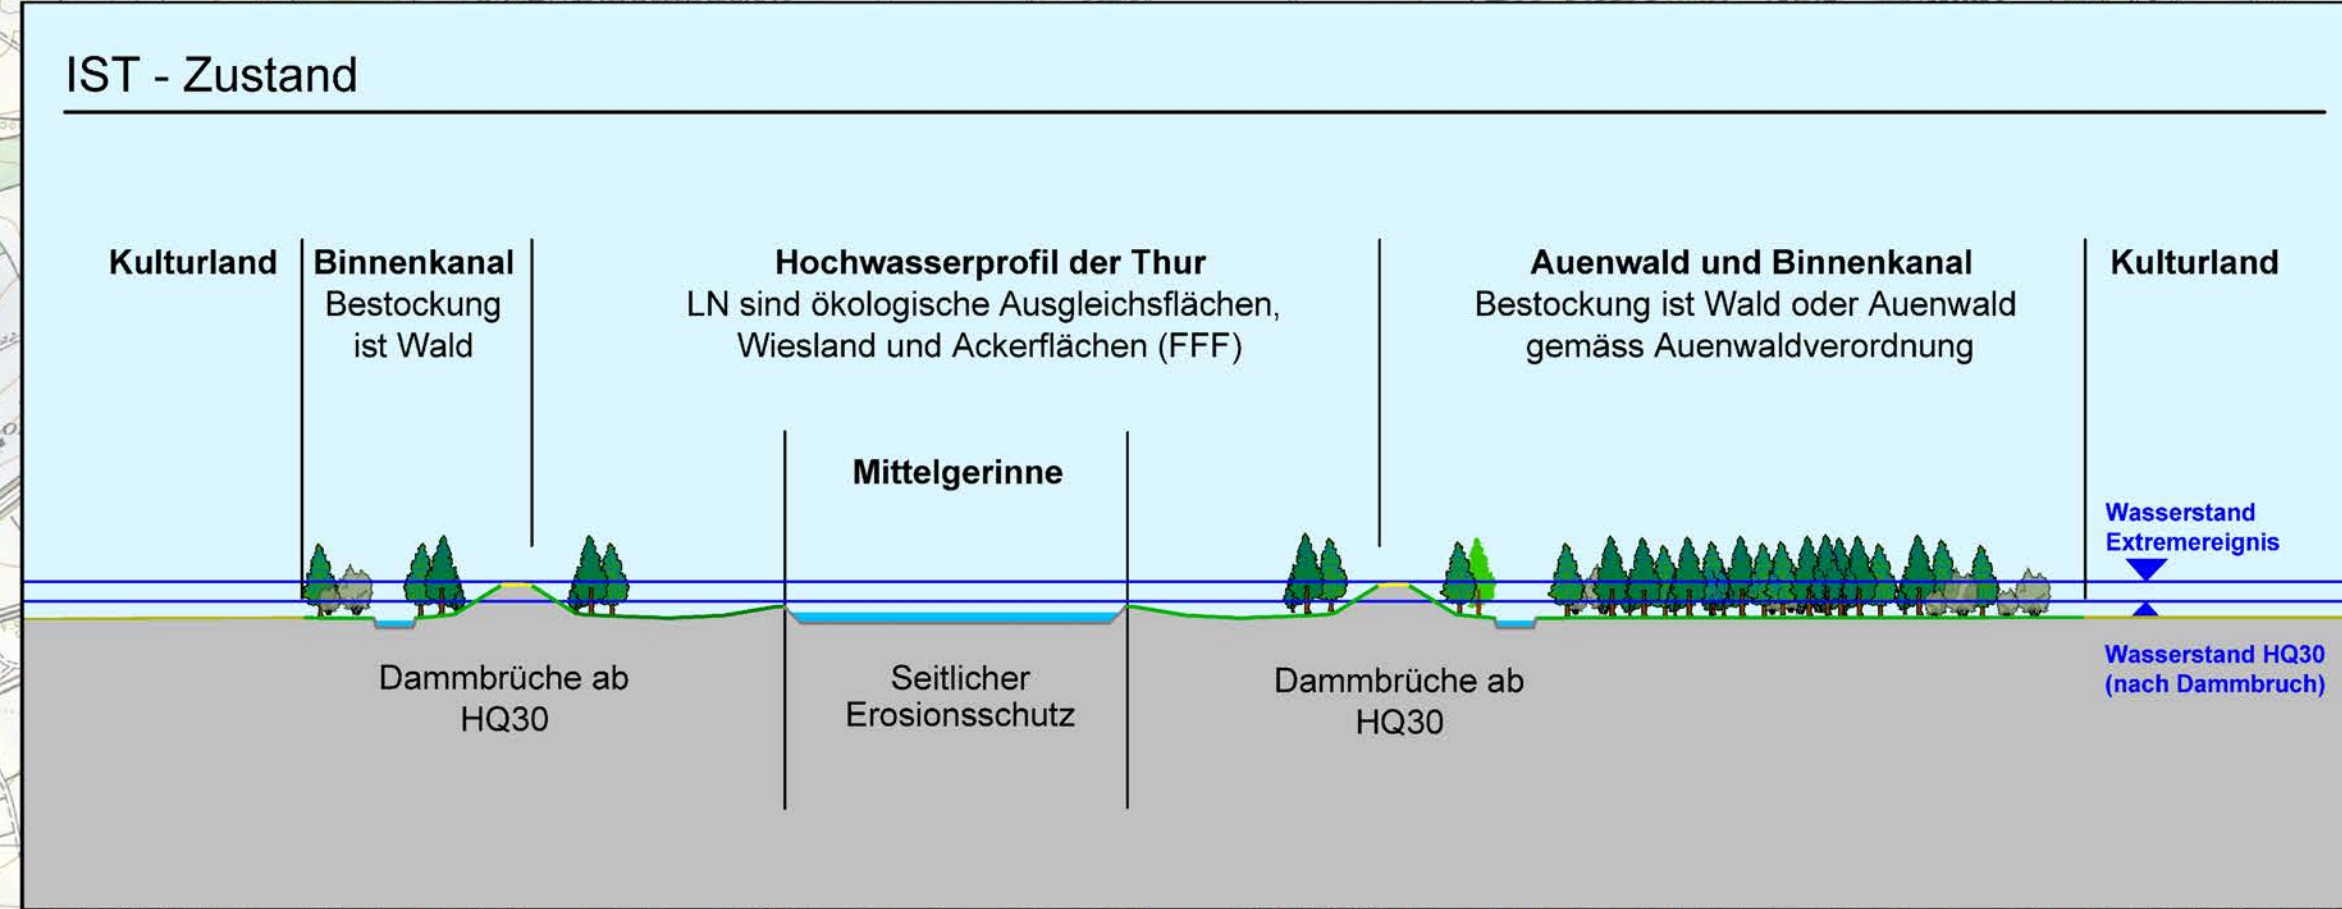 IST - Zustand
Kulturland
Binnenkanal
Bestockung
ist Wald
Hochwasserprofil der Thur
LN sind ökologische Ausgleichsflächen,
Wiesland und Ackerflächen (FFF)
Auenwald und Binnenkanal
Bestockung ist Wald oder Auenwald
gemäss Auenwaldverordnung
Kulturland
Mittelgerinne
Wasserstand
Extremereignis
Dammbrüche ab
HQ30
Seitlicher
Erosionsschutz
Dammbrüche ab
HQ30
Wasserstand HQ30
(nach Dammbruch)